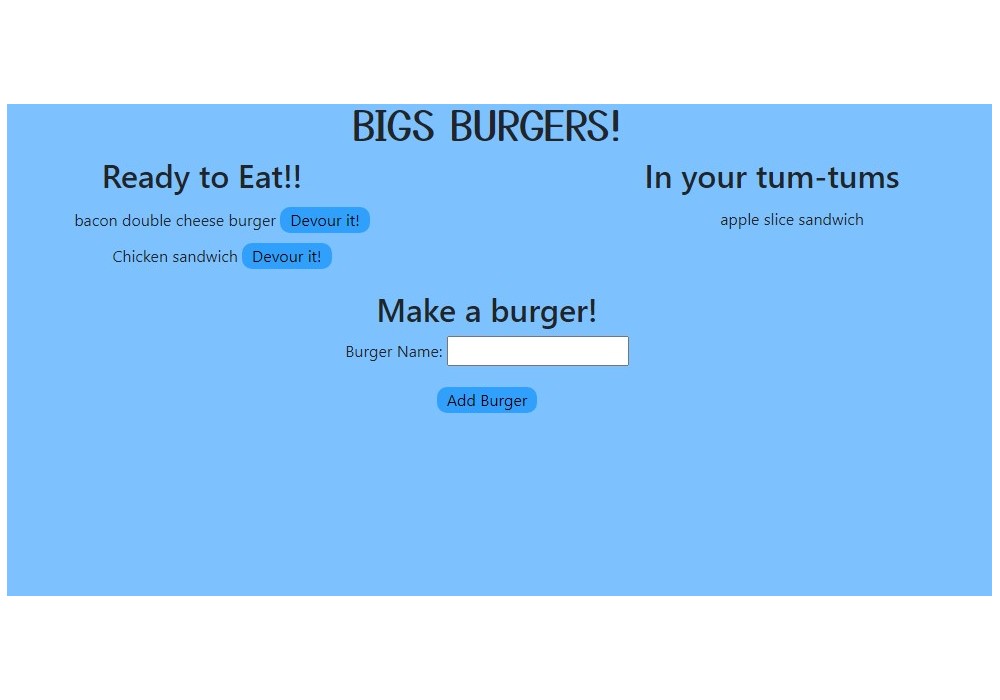 BIGS BURGERS!
Ready to Eat!!
bacon double cheese burger Devour it!
Chicken sandwich Devour it!
In your tum-tums
apple slice sandwich
Make a burger!
Burger Name:
Add Burger